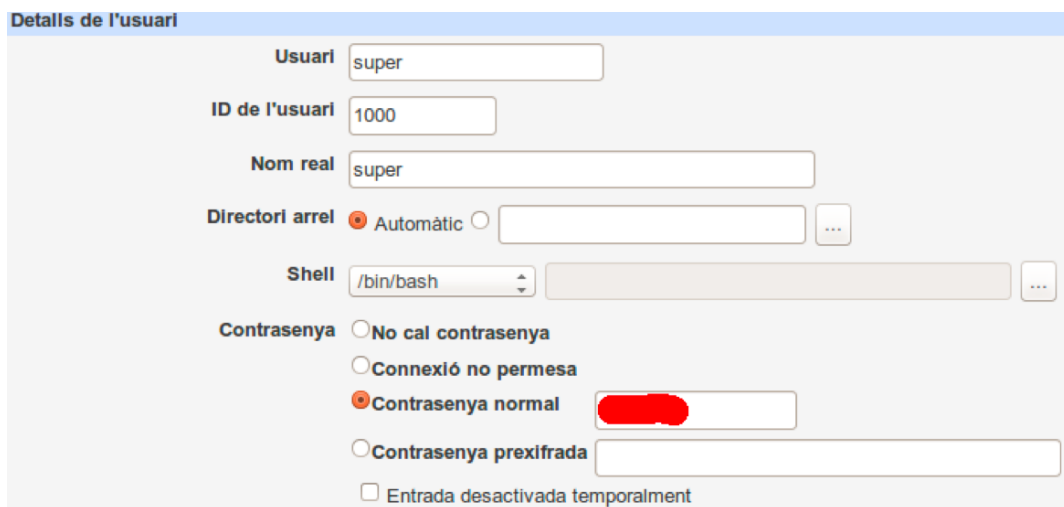 Detalls de l'usuari
Usuari super
ID de l'usuari 1000
Nom real super
Directori arrel Automàtic ...
Shell /bin/bash ...
Contrasenya No cal contrasenya
Connexió no permesa
Contrasenya normal
Contrasenya prexifrada
Entrada desactivada temporalment